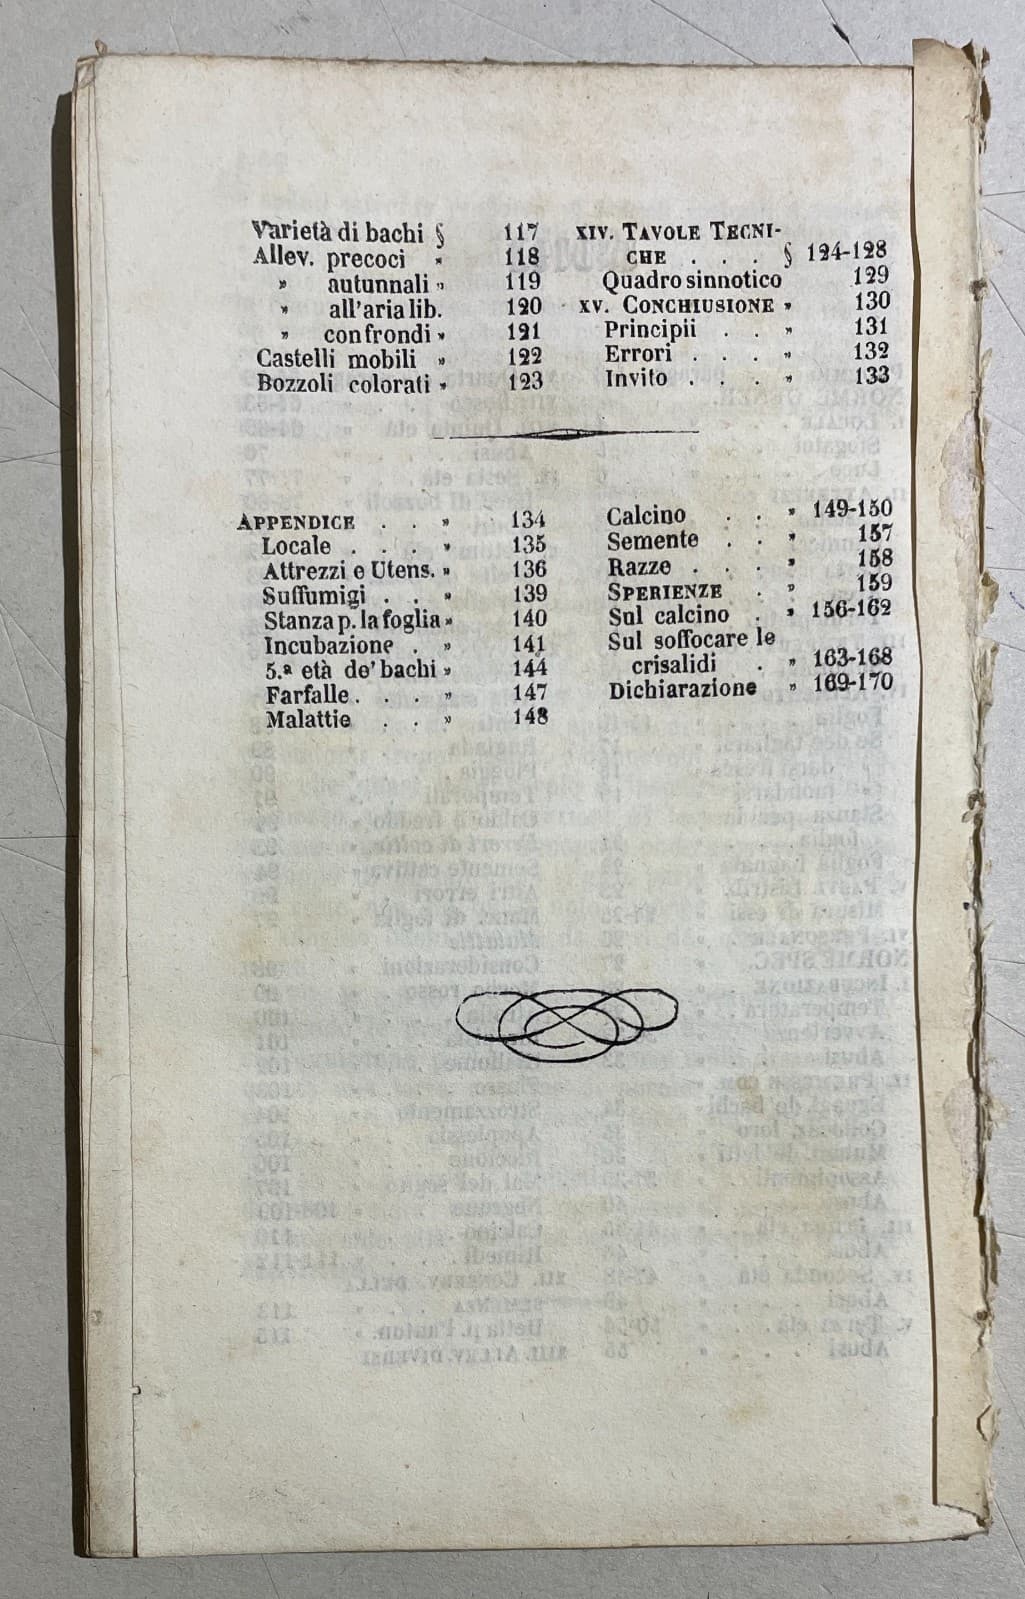 Varietà di bachi § 117
Allev. precoci » 118
» autunnali » 119
» all'aria lib. 120
» con frondi » 121
Castelli mobili » 122
Bozzoli colorati » 123
XIV. TAVOLE TECNI-
CHE . . . § 124-128
Quadro sinnotico 129
XV. CONCHIUSIONE » 130
Principii . . » 131
Errori . . . » 132
Invito . . . » 133
APPENDICE . . » 134
Locale . . . » 135
Attrezzi e Utens. » 136
Suffumigi . . » 139
Stanza p. la foglia » 140
Incubazione . » 141
5.ª età de' bachi » 144
Farfalle . . . » 147
Malattie . . . » 148
Calcino . . » 149-150
Semente . . » 157
Razze . . . » 158
SPERIENZE . » 159
Sul calcino . » 156-162
Sul soffocare le
crisalidi . » 163-168
Dichiarazione » 169-170